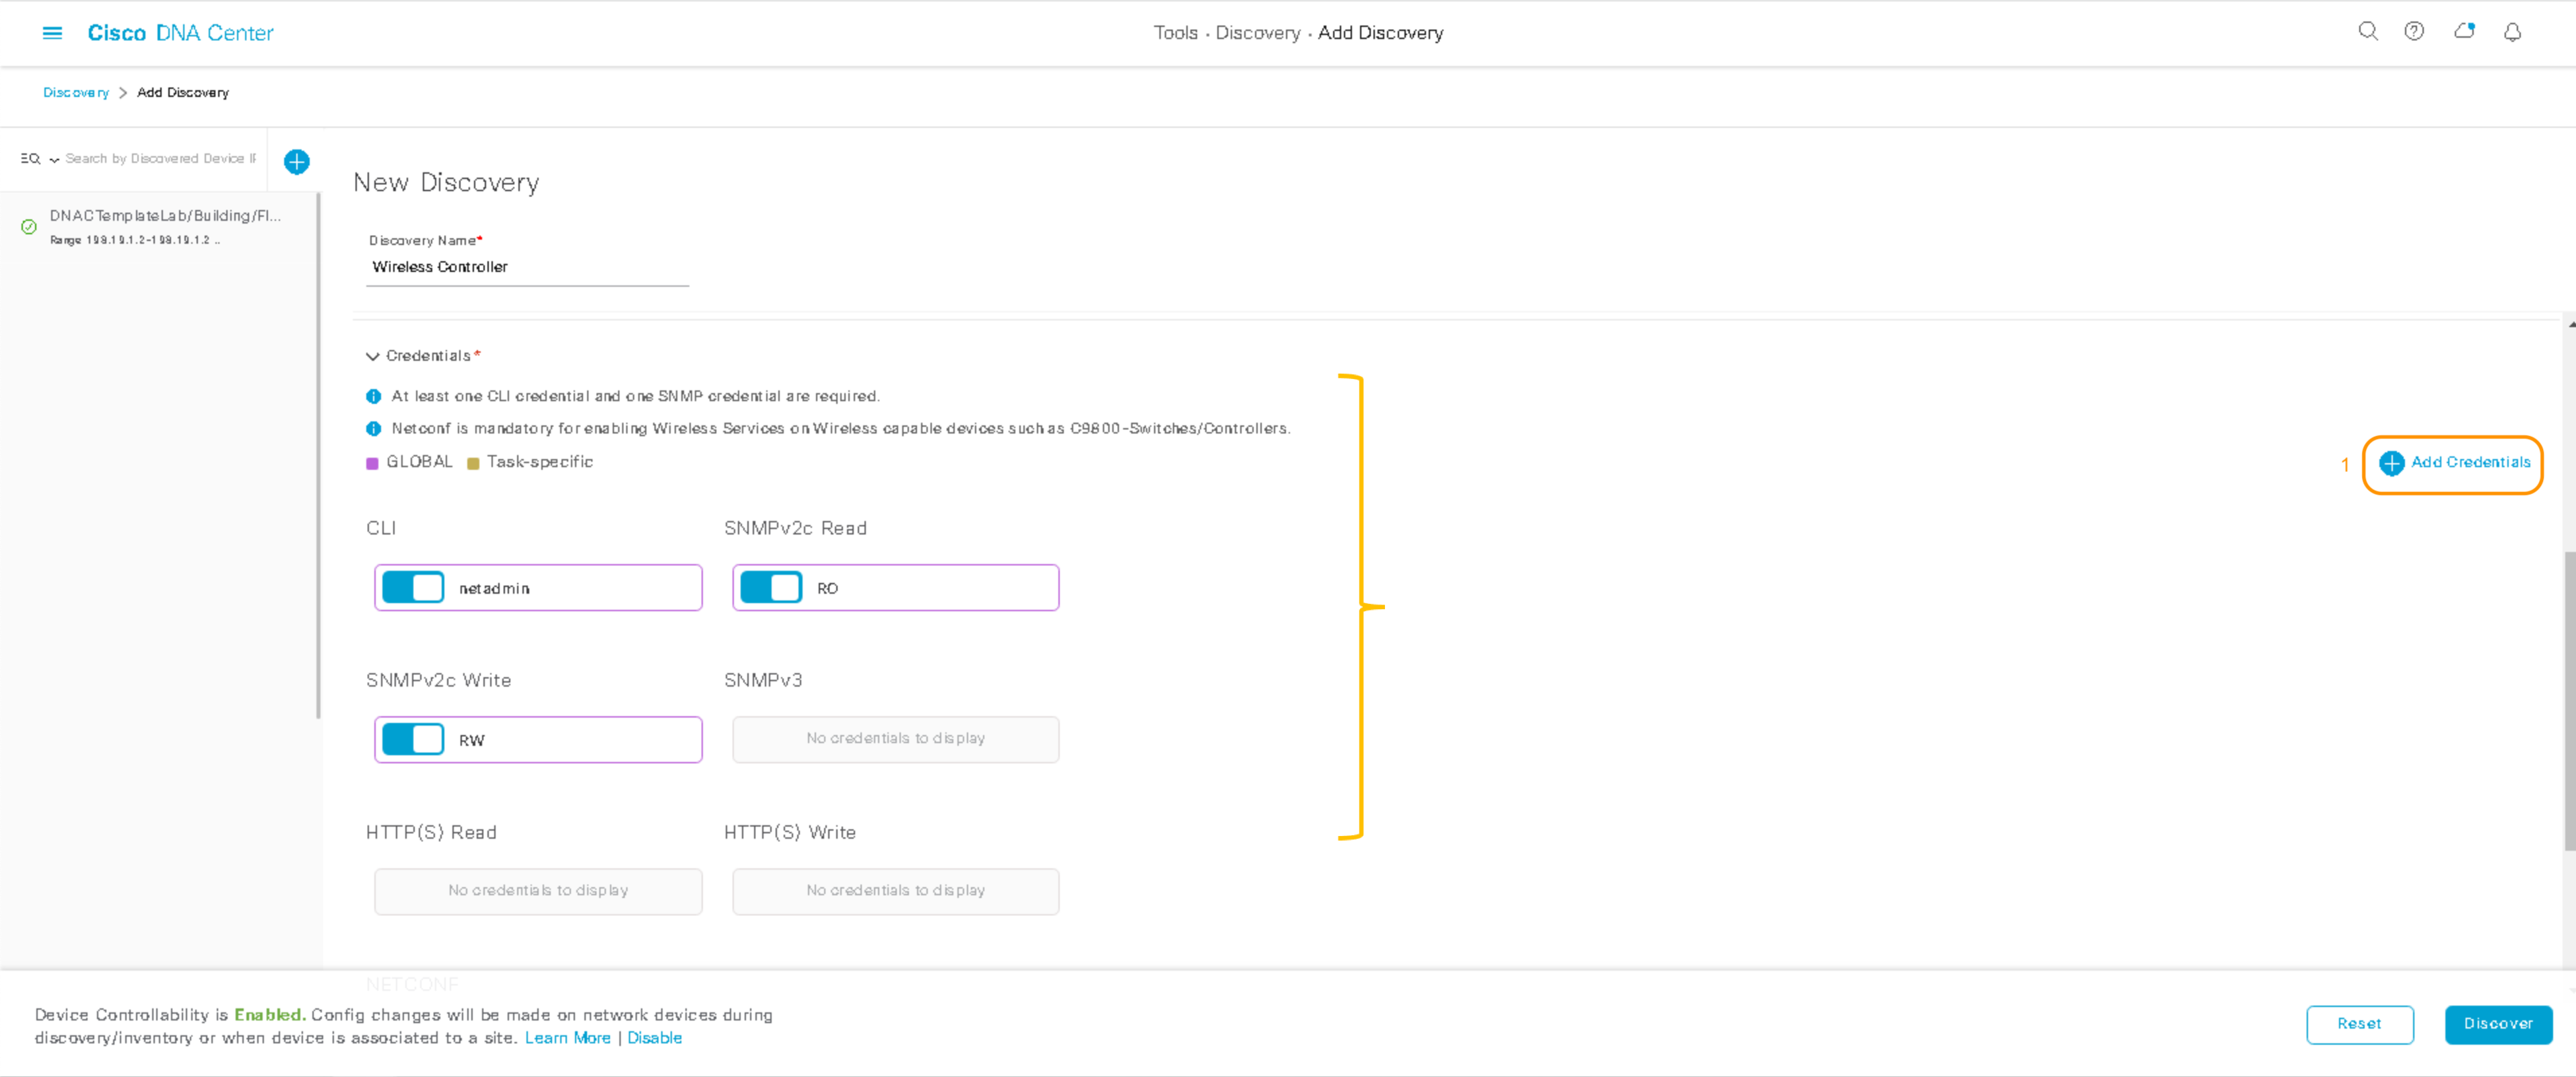 Cisco DNA Center
Tools · Discovery · Add Discovery
Discovery > Add Discovery
Search by Discovered Device IP
DNACTemplateLab/Building/Fl...
Range 198.19.1.2-198.19.1.2 ..
New Discovery
Discovery Name*
Wireless Controller
Credentials*
At least one CLI credential and one SNMP credential are required.
Netconf is mandatory for enabling Wireless Services on Wireless capable devices such as C9800-Switches/Controllers.
GLOBAL Task-specific
1 Add Credentials
CLI SNMPv2c Read
netadmin RO
SNMPv2c Write SNMPv3
RW No credentials to display
HTTP(S) Read HTTP(S) Write
No credentials to display No credentials to display
NETCONF
Device Controllability is Enabled. Config changes will be made on network devices during
discovery/inventory or when device is associated to a site. Learn More | Disable
Reset Discover